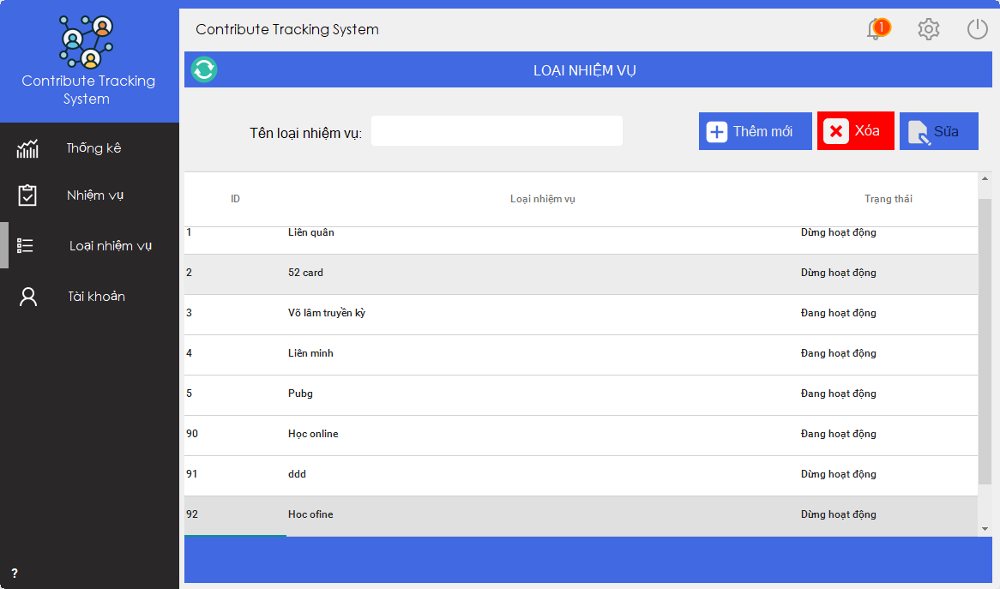 Contribute Tracking
System
Thống kê
Nhiệm vụ
Loại nhiệm vụ
Tài khoản
?
Contribute Tracking System
1
LOẠI NHIỆM VỤ
Tên loại nhiệm vụ:
Thêm mới
Xóa
Sửa
ID Loại nhiệm vụ Trạng thái
1 Liên quân Dừng hoạt động
2 52 card Dừng hoạt động
3 Võ lâm truyền kỳ Đang hoạt động
4 Liên minh Đang hoạt động
5 Pubg Đang hoạt động
90 Học online Đang hoạt động
91 ddd Dừng hoạt động
92 Hoc ofine Dừng hoạt động